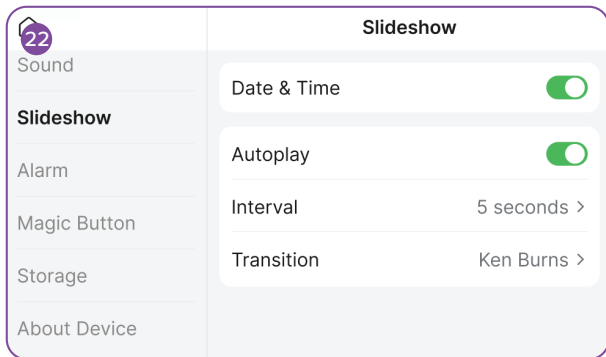 22
Sound
Slideshow
Alarm
Magic Button
Storage
About Device
Slideshow
Date & Time
Autoplay
Interval 5 seconds >
Transition Ken Burns >